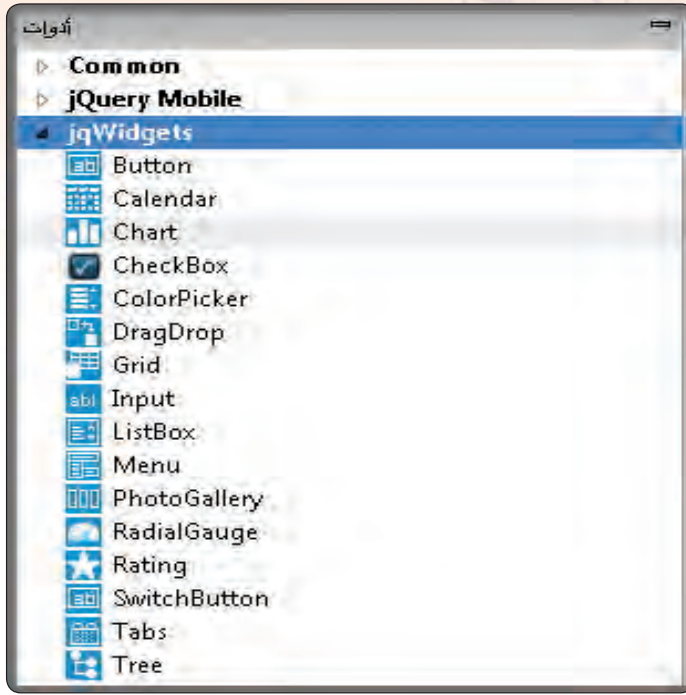 أدوات
Common
jQuery Mobile
jqWidgets
Button
Calendar
Chart
CheckBox
ColorPicker
DragDrop
Grid
Input
ListBox
Menu
PhotoGallery
RadialGauge
Rating
SwitchButton
Tabs
Tree